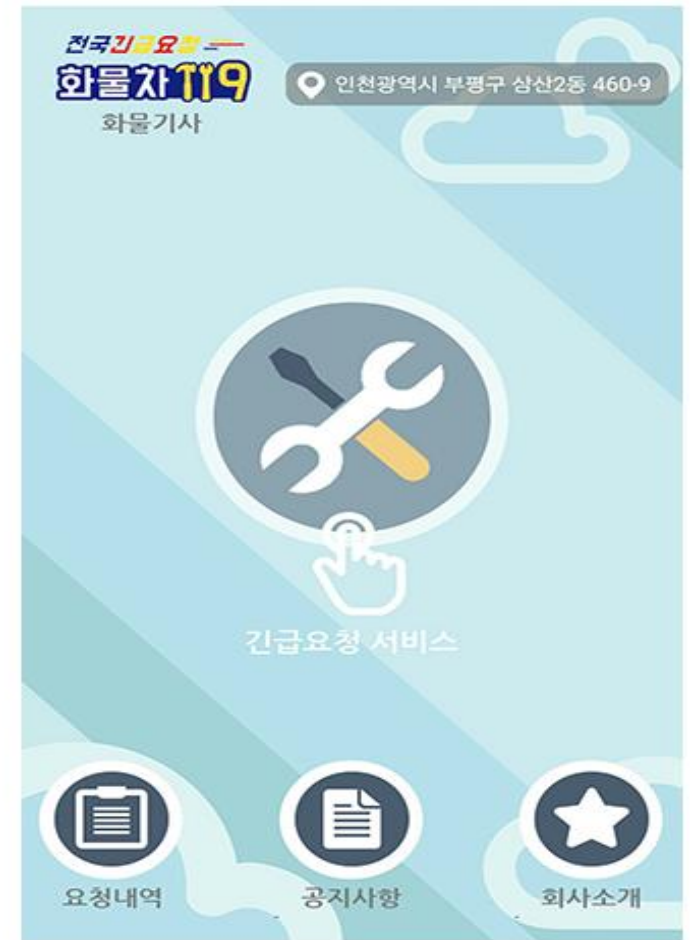 전국긴급요청
화물차119
화물기사
인천광역시 부평구 삼산2동 460-9
긴급요청 서비스
요청내역
공지사항
회사소개